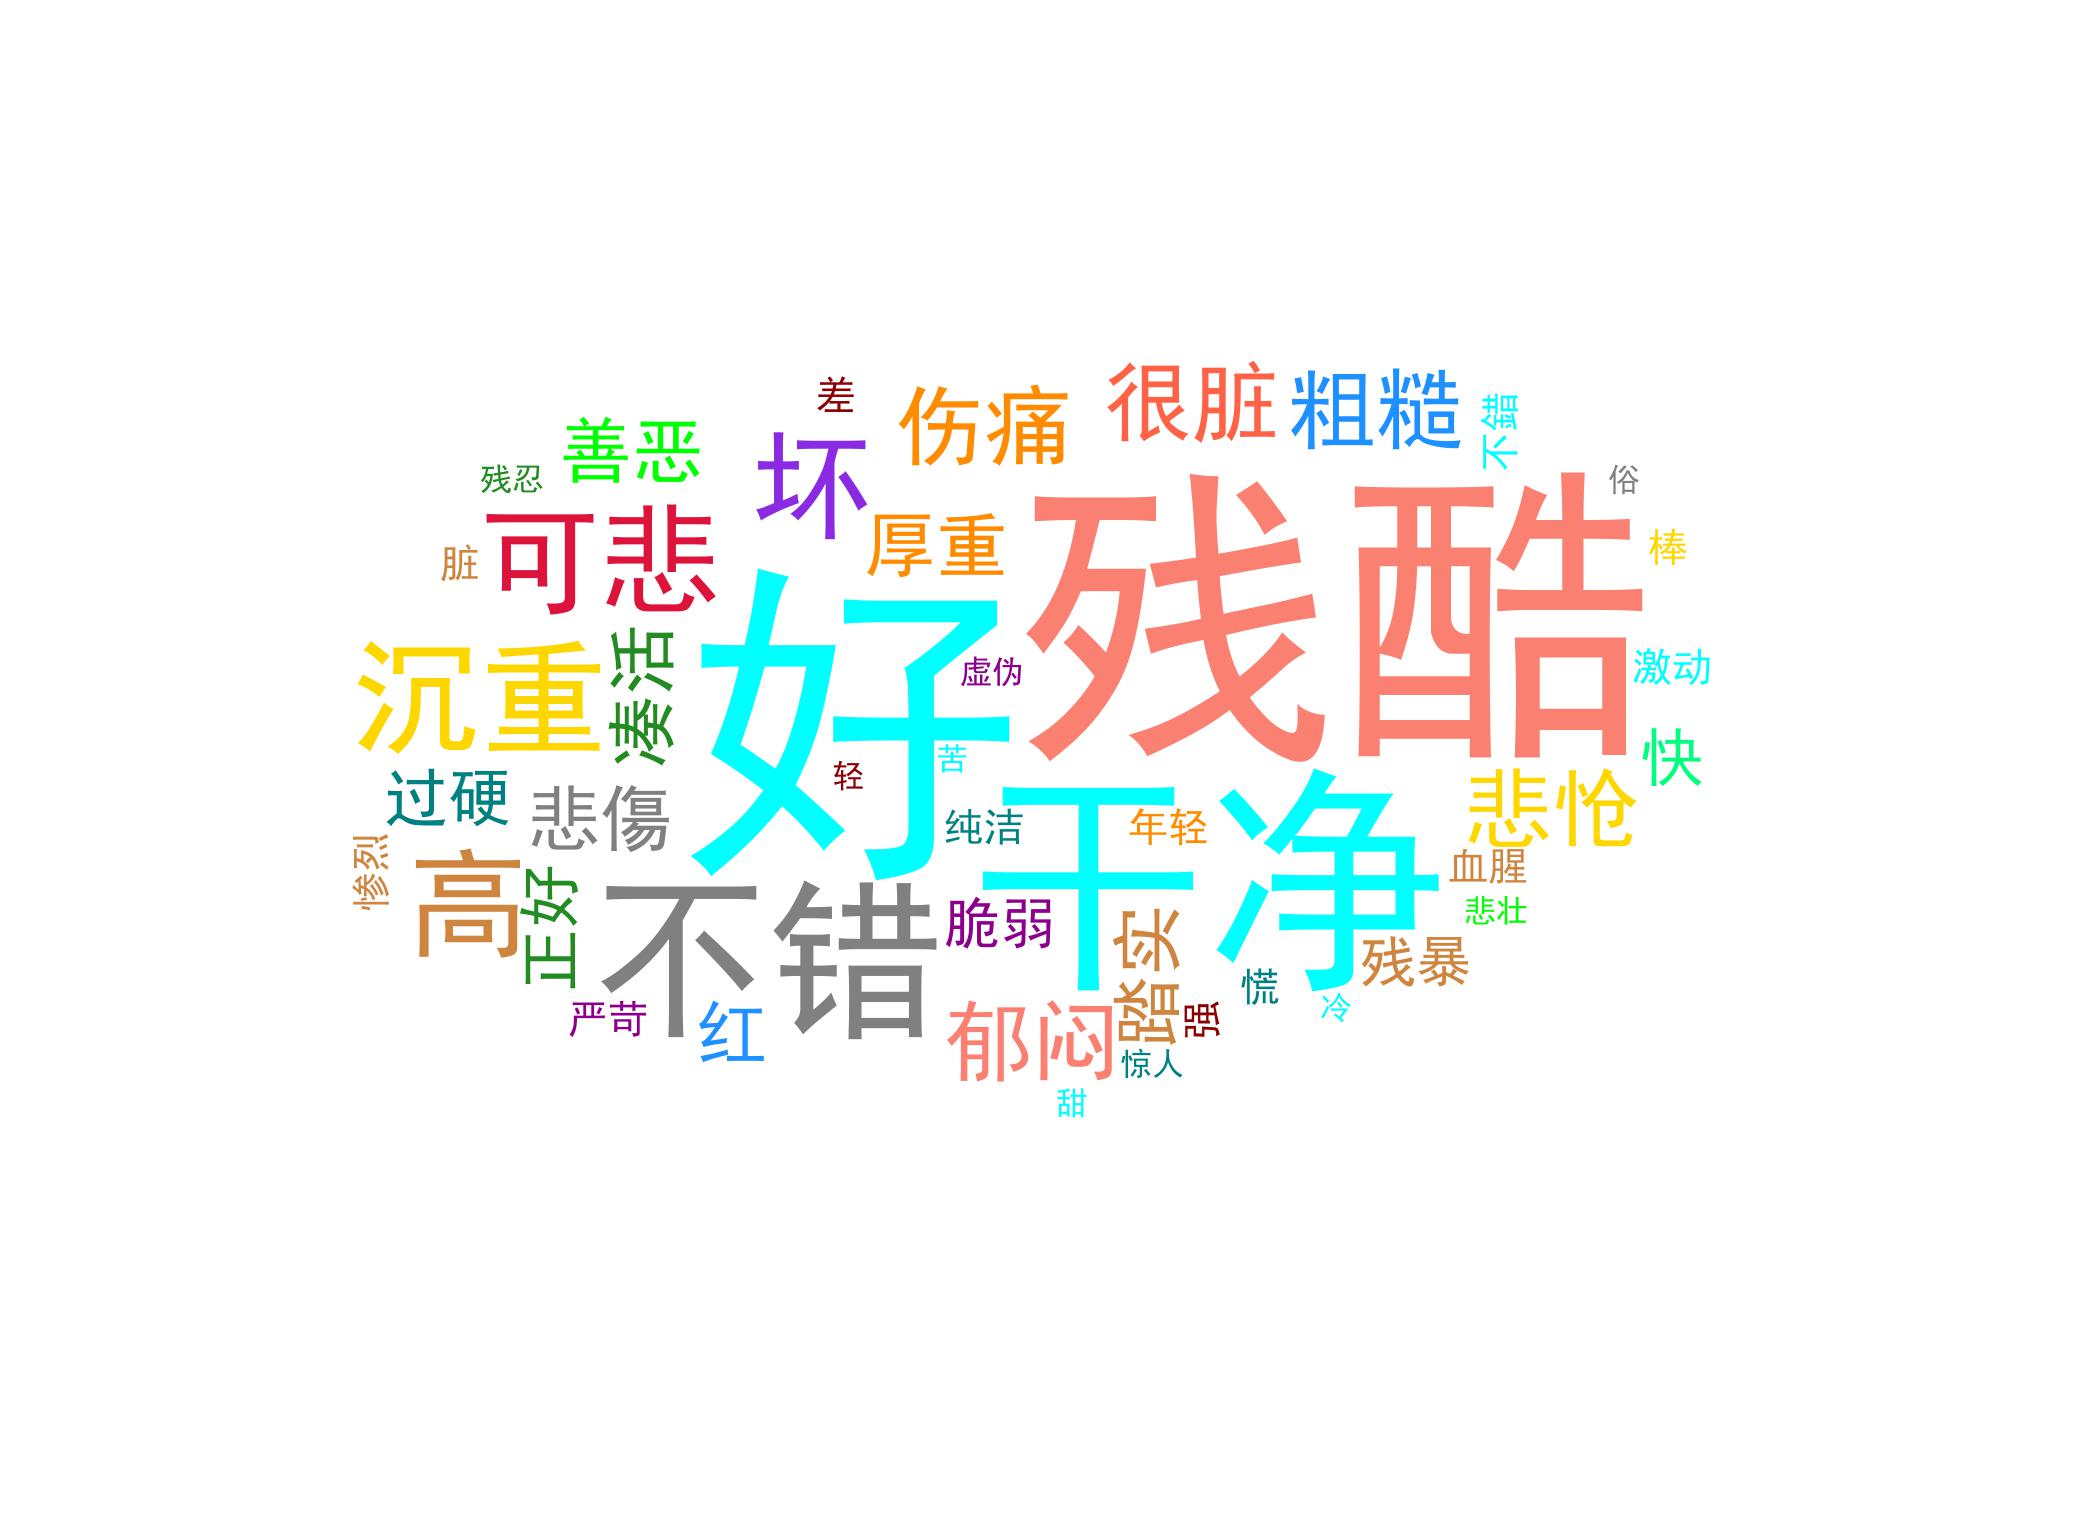 差
伤痛
很脏
粗糙
不錯
善恶
坏
残忍
俗
可悲
厚重
残酷
棒
脏
好
沉重
凑活
虚伪
激动
轻
苦
快
过硬
悲傷
纯洁
干净
年轻
悲怆
惨烈
高
正好
不错
脆弱
踏实
血腥
悲壮
残暴
慌
冷
严苛
红
郁闷
强
惊人
甜